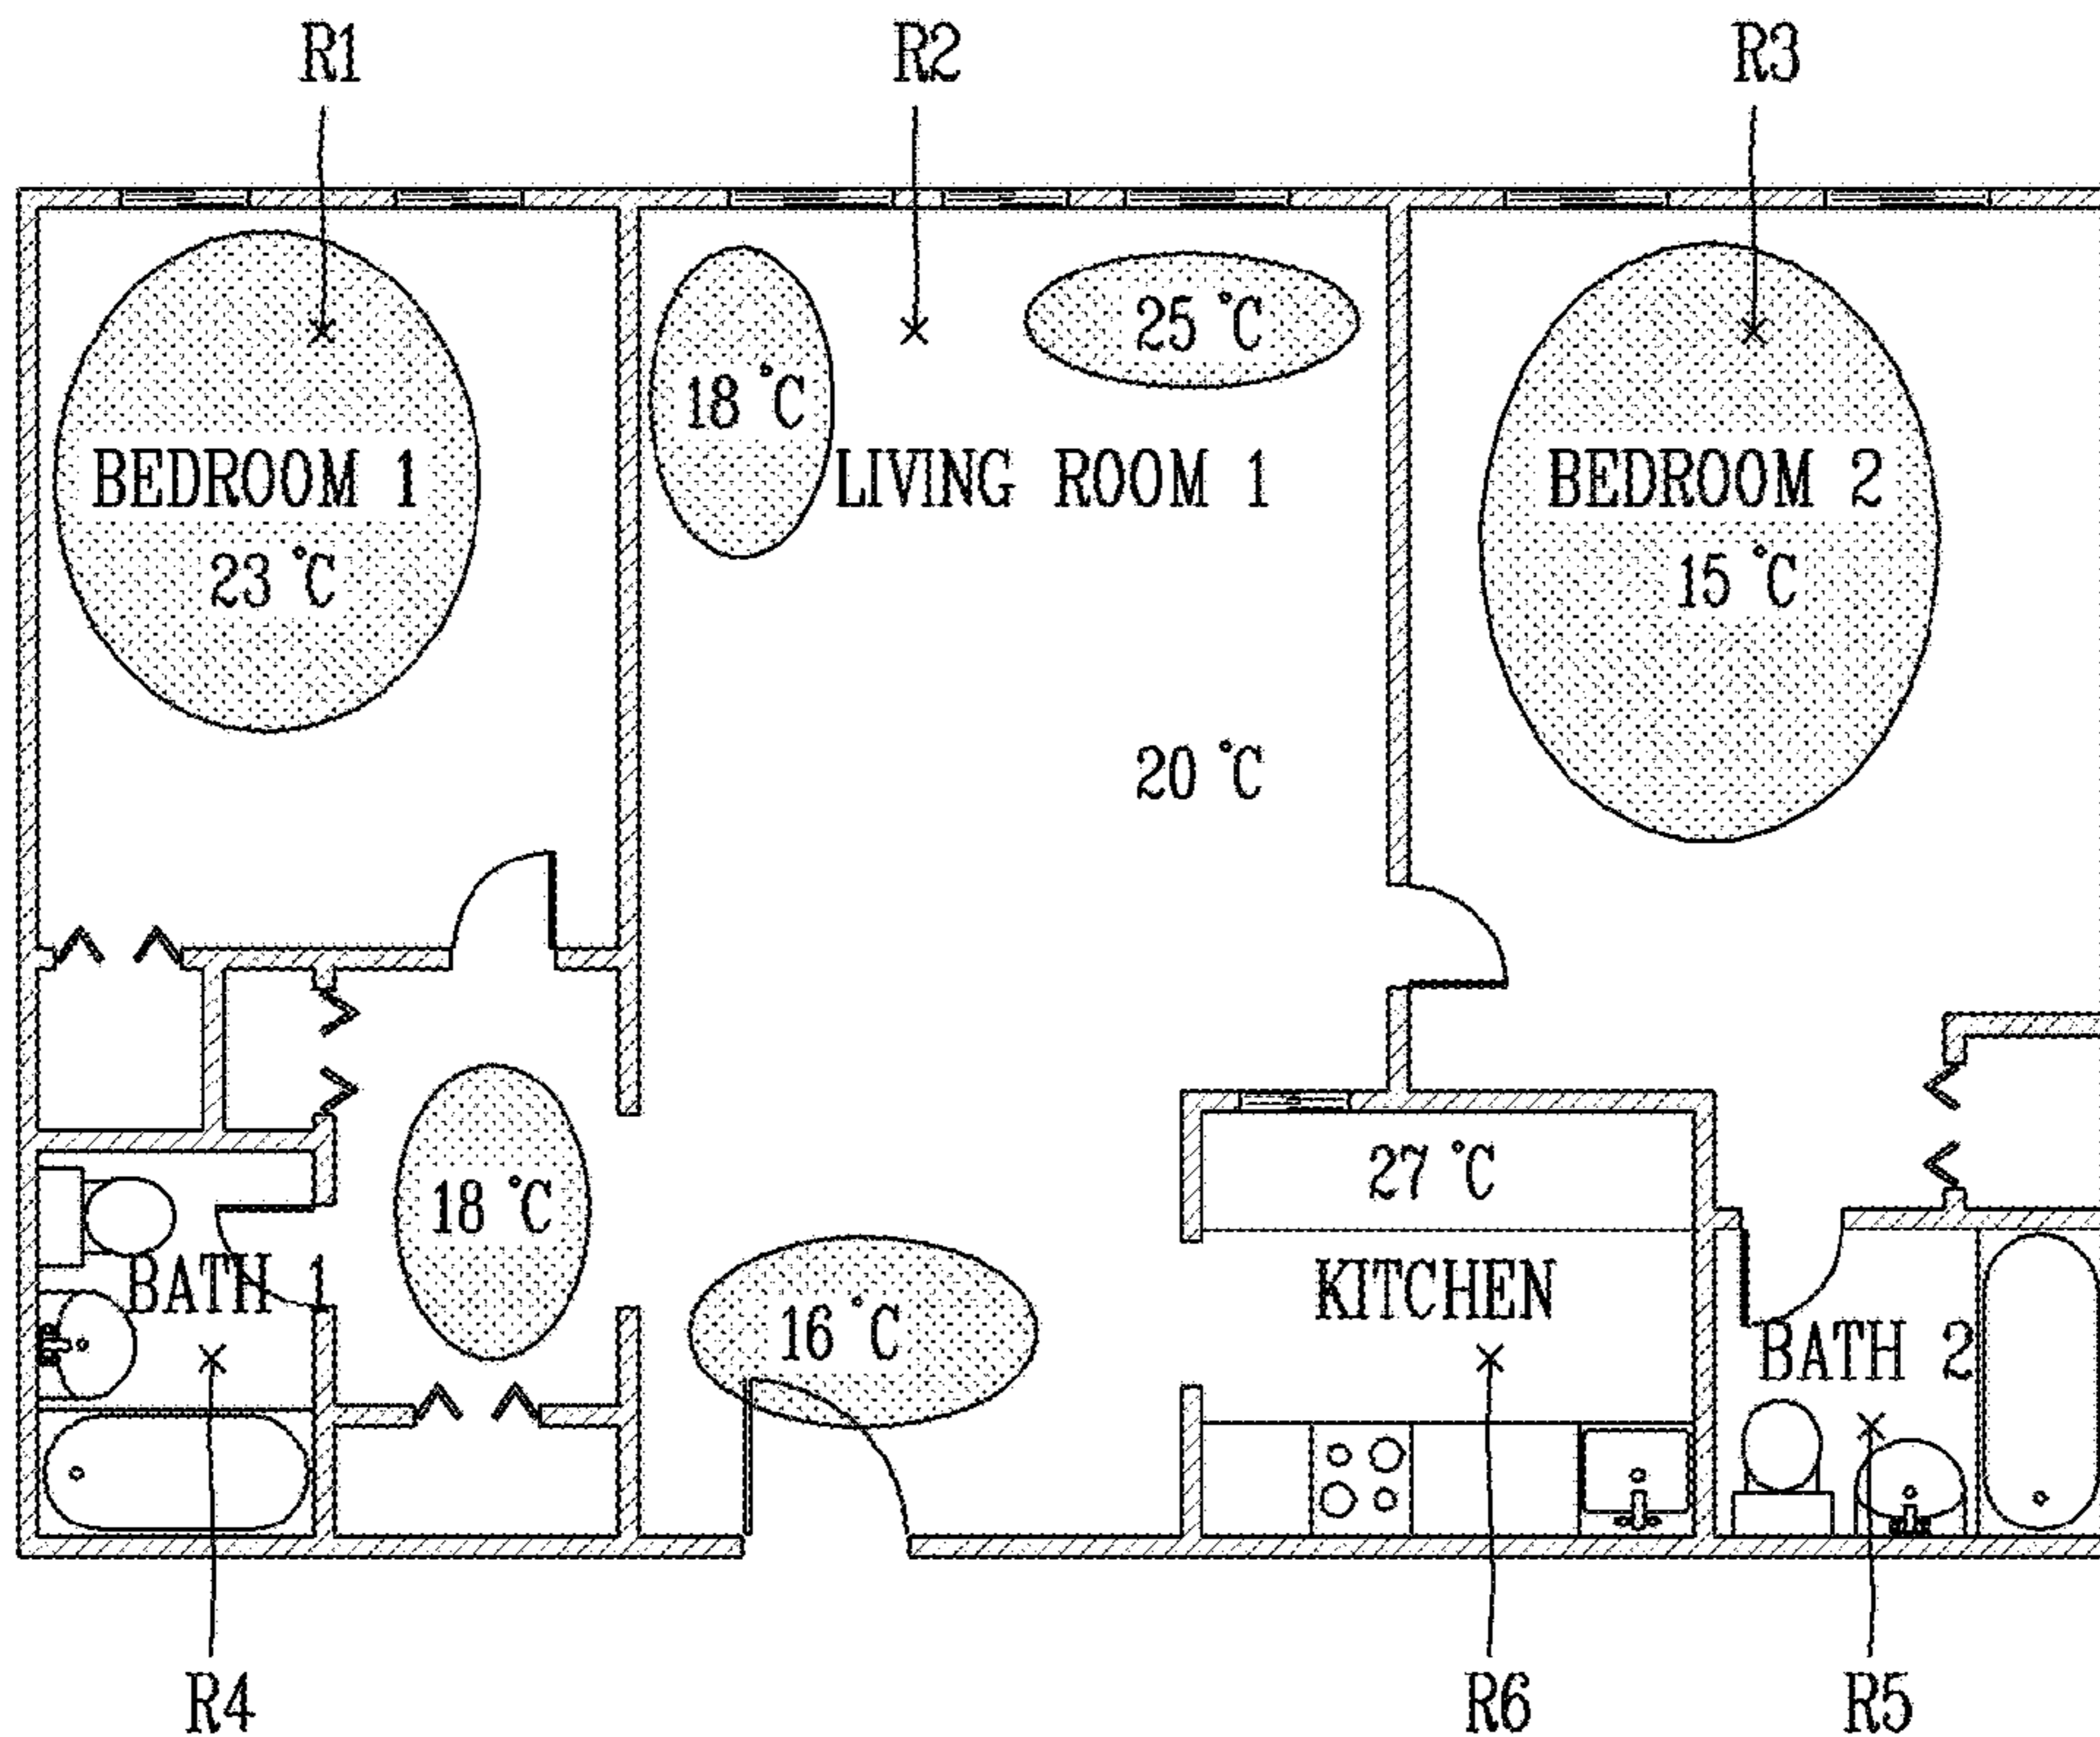 R1
R2
R3
25 °C
18 °C
BEDROOM 1
LIVING ROOM 1
BEDROOM 2
23 °C
15 °C
20 °C
27 °C
18 °C
BATH 1
KITCHEN
16 °C
BATH 2
R4
R6
R5